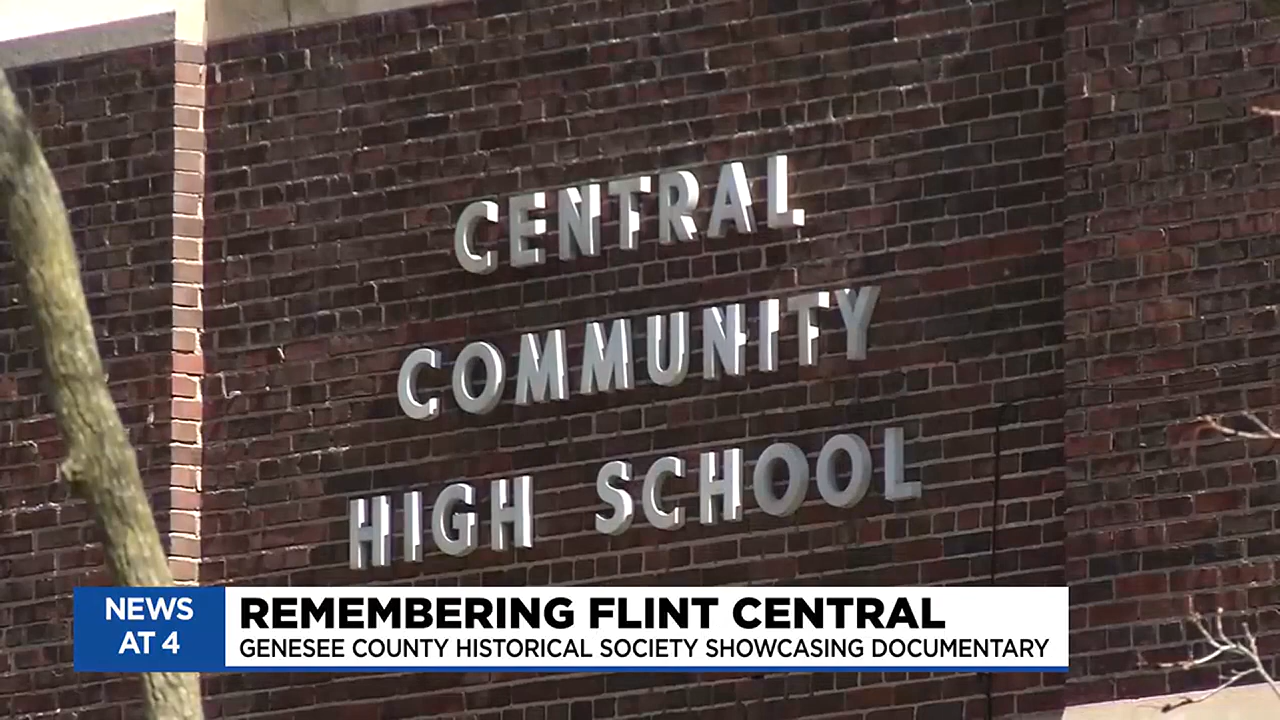 CENTRAL
COMMUNITY
HIGH SCHOOL
NEWS
AT 4
REMEMBERING FLINT CENTRAL
GENESEE COUNTY HISTORICAL SOCIETY SHOWCASING DOCUMENTARY